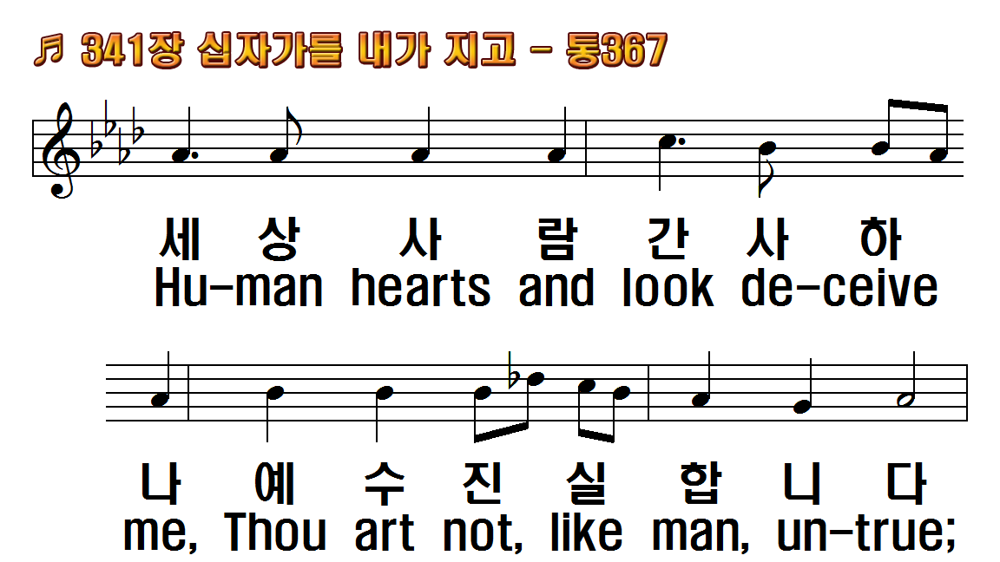 341장 십자가를 내가 지고 - 통367
세 상 사 람 간 사 하
Hu-man hearts and look de-ceive
나 예 수 진 실 합 니 다
me, Thou art not, like man, un-true;